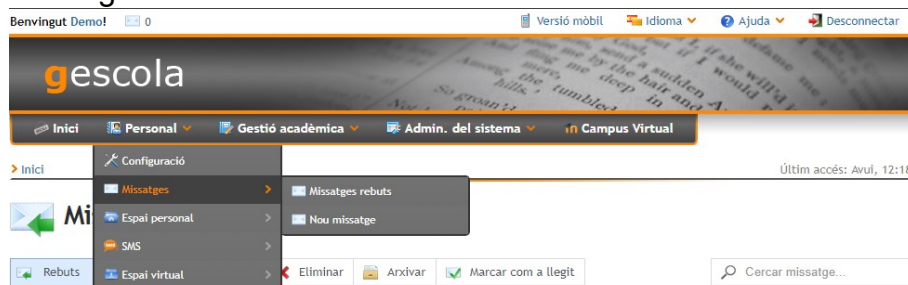 Benvingut Demo! 0 Versió mòbil Idioma Ajuda Desconnectar
gescola
Inici Personal Gestió acadèmica Admin. del sistema Campus Virtual
Inici Últim accés: Avui, 12:18
Configuració
Missatges
Missatges rebuts
Espai personal
Nou missatge
SMS
Espai virtual
Rebuts Eliminar Arxivar Marcar com a llegit Cercar missatge...